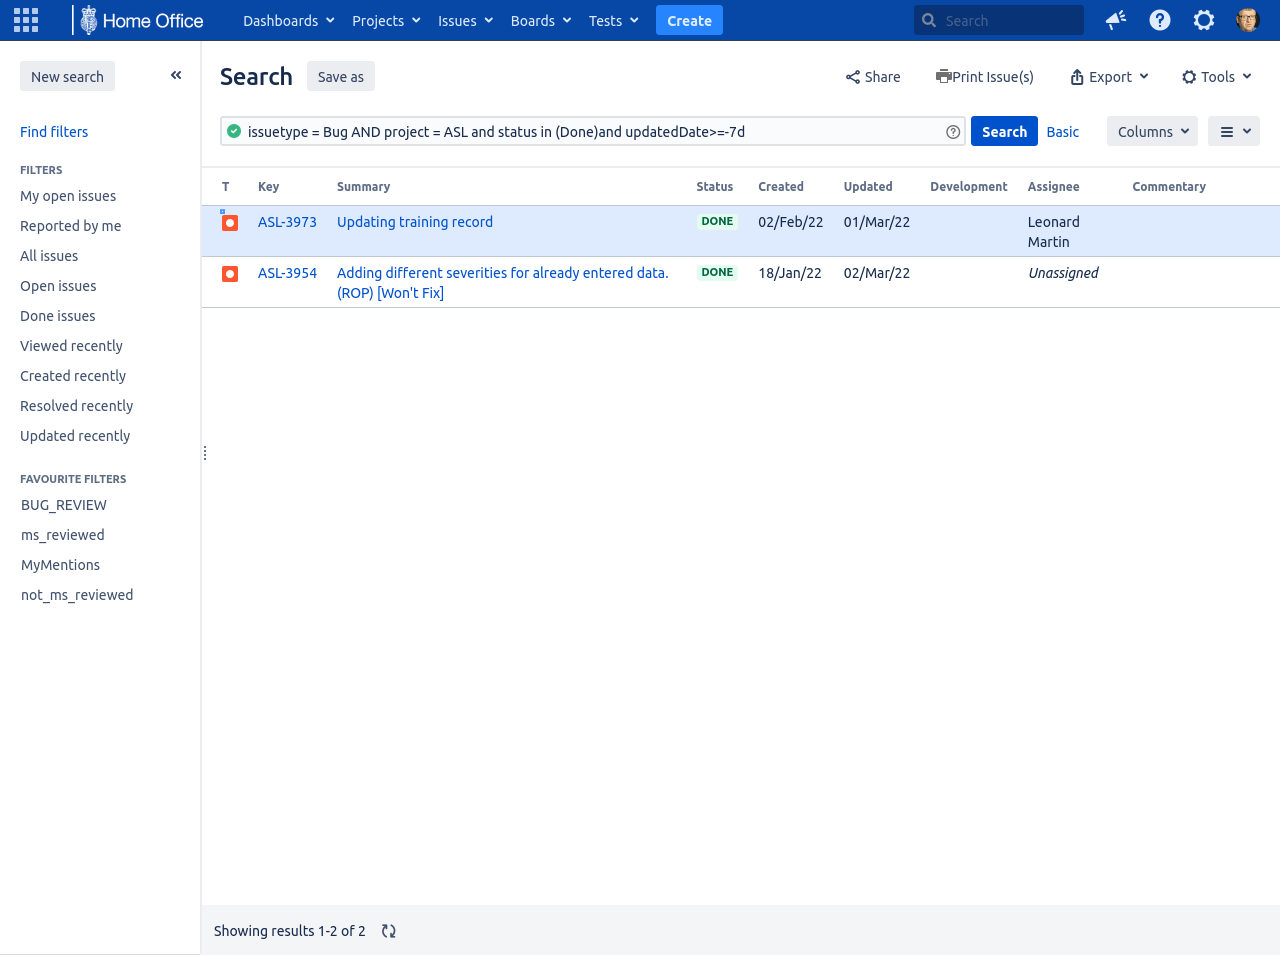 Home Office Dashboards Projects Issues Boards Tests Create Search
New search
Search Save as Share Print Issue(s) Export Tools
Find filters
issuetype = Bug AND project = ASL and status in (Done)and updatedDate>=-7d Search Basic Columns
FILTERS
My open issues
Reported by me
All issues
Open issues
Done issues
Viewed recently
Created recently
Resolved recently
Updated recently
FAVOURITE FILTERS
BUG_REVIEW
ms_reviewed
MyMentions
not_ms_reviewed
T Key Summary Status Created Updated Development Assignee Commentary
ASL-3973 Updating training record DONE 02/Feb/22 01/Mar/22 Leonard
Martin
ASL-3954 Adding different severities for already entered data. DONE 18/Jan/22 02/Mar/22 Unassigned
(ROP) [Won't Fix]
Showing results 1-2 of 2